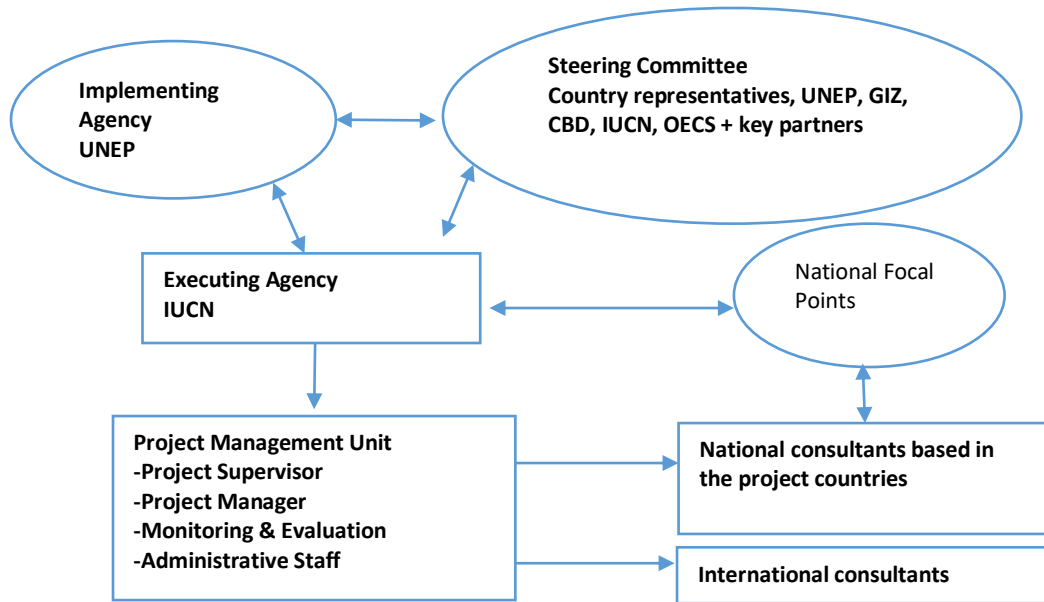 Implementing
Agency
UNEP
Steering Committee
Country representatives, UNEP, GIZ,
CBD, IUCN, OECS + key partners
Executing Agency
IUCN
National Focal
Points
Project Management Unit
-Project Supervisor
-Project Manager
-Monitoring & Evaluation
-Administrative Staff
National consultants based in
the project countries
International consultants